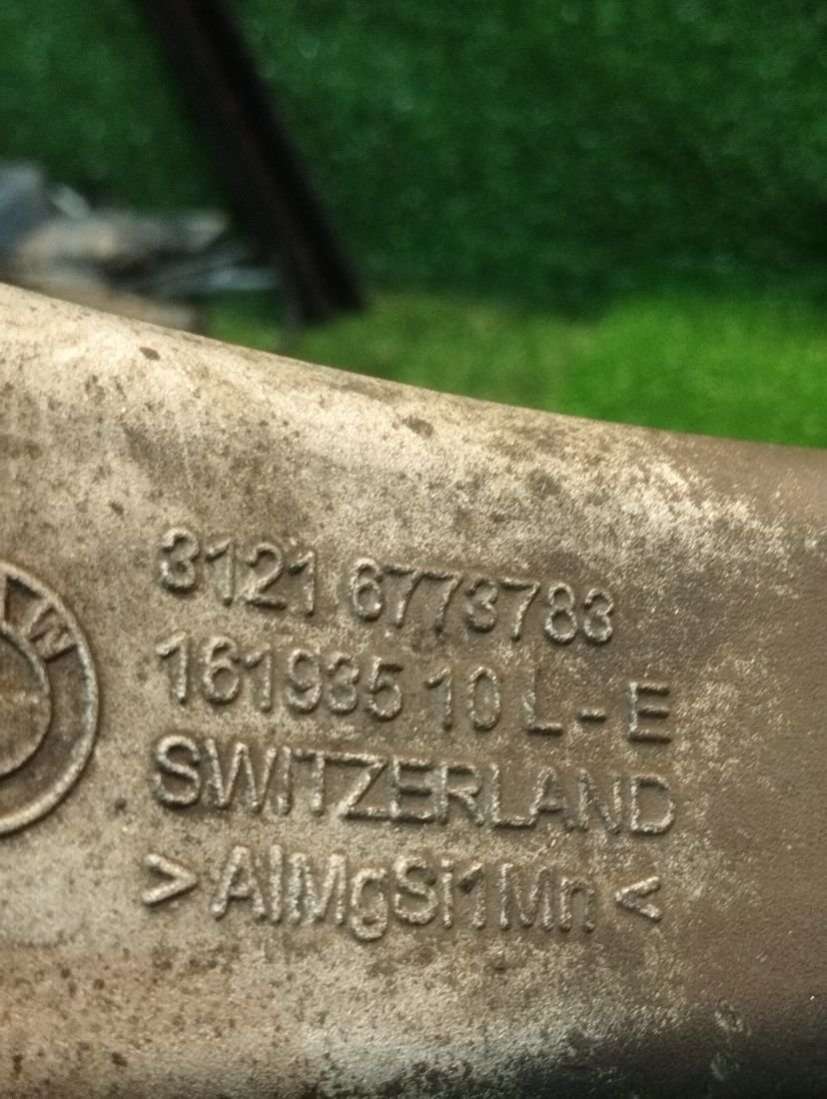 3121 6773783
161935 10 L-E
SWITZERLAND
>AlMgSi1Mn<